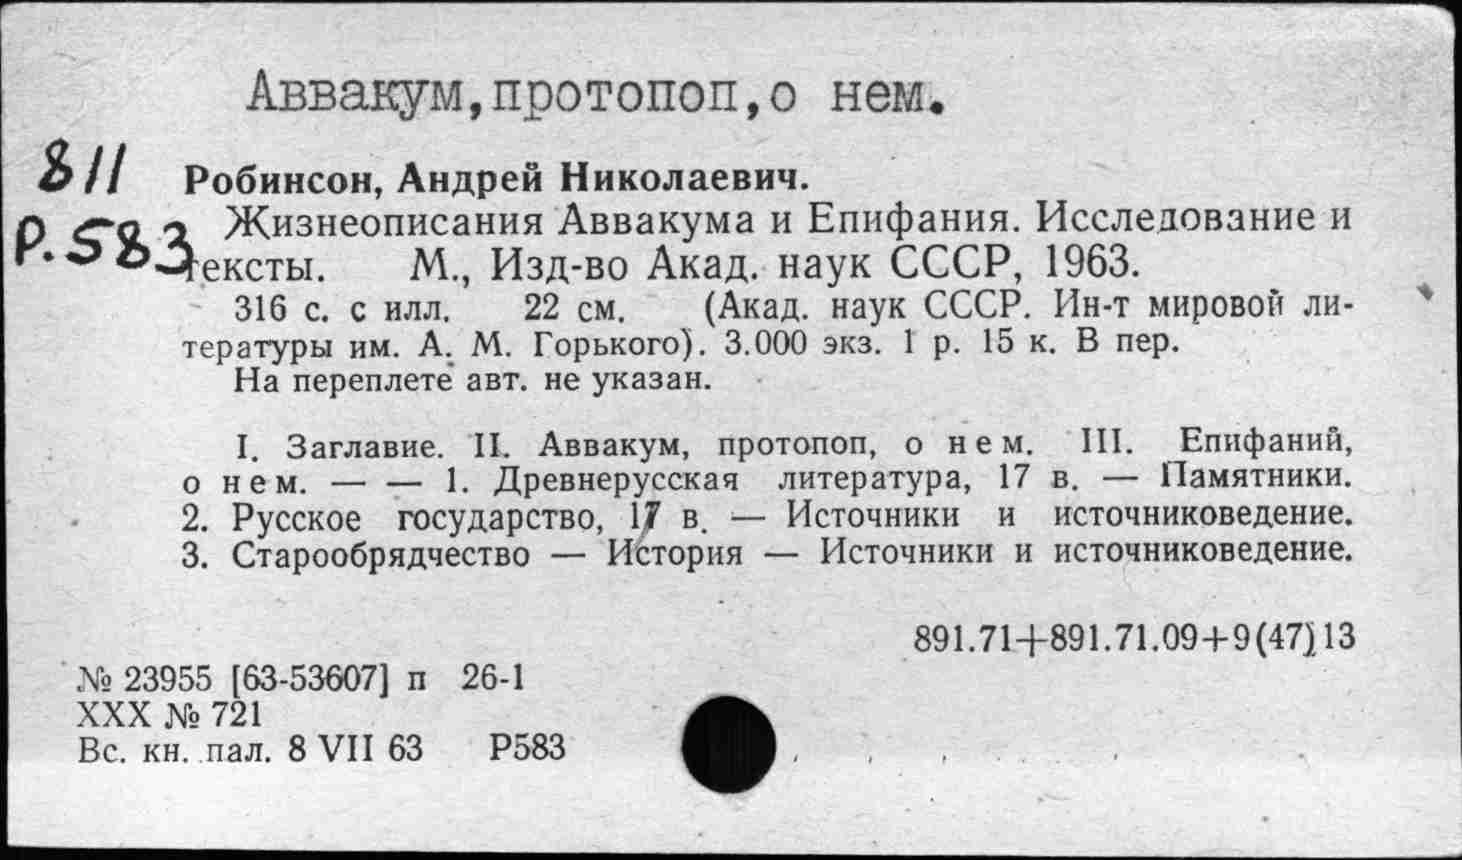 Аввакум,протопоп,о нем.
811
Робинсон, Андрей Николаевич.
Р.583
Жизнеописания Аввакума и Епифания. Исследование и
тексты. М., Изд-во Акад. наук СССР, 1963.
316 с. с илл. 22 см. (Акад. наук СССР. Ин-т мировой ли-
тературы им. А. М. Горького). 3.000 экз. 1 р. 15 к. В пер.
На переплете авт. не указан.
I. Заглавие. II. Аввакум, протопоп, о нем. III. Епифаний,
о нем. — — 1. Древнерусская литература, 17 в. — Памятники.
2. Русское государство, 17 в. — Источники и источниковедение.
3. Старообрядчество — История — Источники и источниковедение.
891.71+891.71.09+9(47)13
№ 23955 [63-53607] п 26-1
XXX № 721
Вс. кн. пал. 8 VII 63 Р583